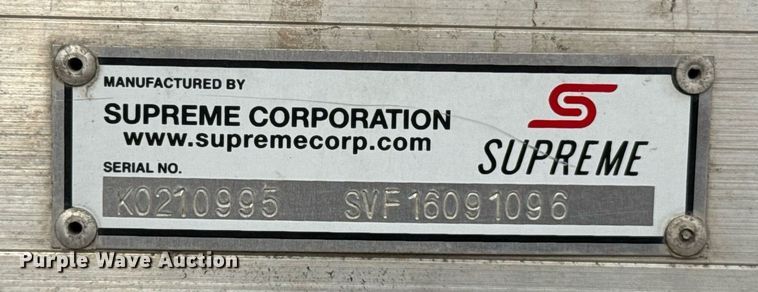 MANUFACTURED BY
SUPREME CORPORATION
www.supremecorp.com
SUPREME
SERIAL NO.
K0210995 SVF16091096
Purple Wave Auction